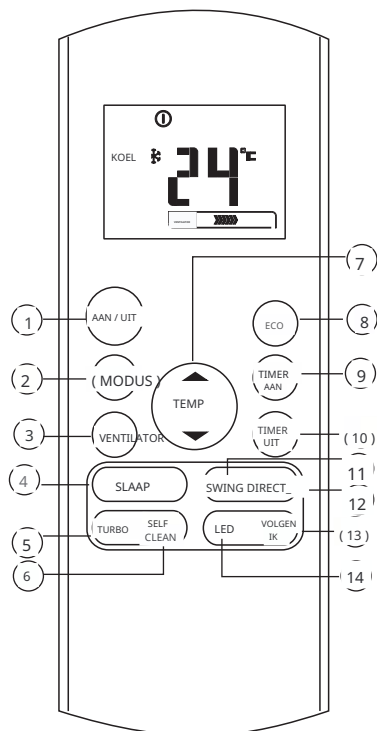 KOEL
24°C
7
1
AAN / UIT
ECO
8
2
( MODUS )
TEMP
TIMER
AAN
9
3
VENTILATOR
TIMER
UIT
( 10 )
4
SLAAP
SWING DIRECT_
11
12
5
TURBO
SELF
CLEAN
LED
VOLGEN
IK
( 13 )
6
14